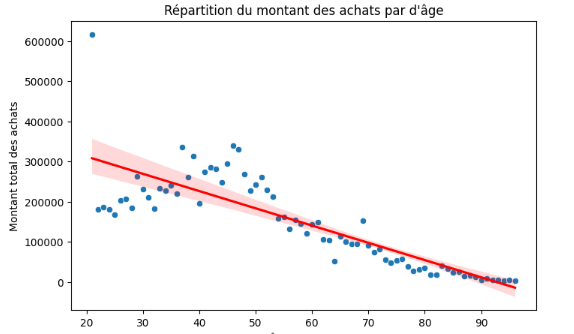 Répartition du montant des achats par d'âge
600000
500000
400000
300000
200000
100000
0
Montant total des achats
20 30 40 50 60 70 80 90